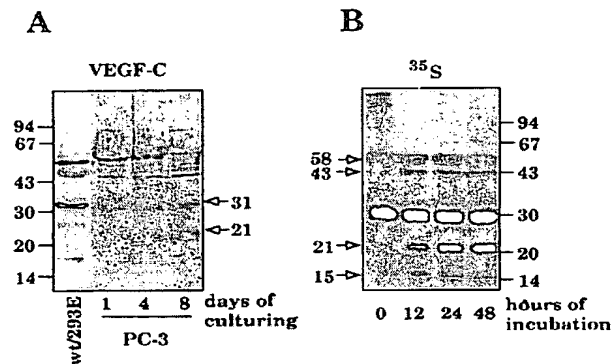 A
VEGF-C
94
67
43
30
20
14
31
21
wt/293E
1 4 8
days of culturing
PC-3
B
35S
58
43
21
15
94
67
43
30
20
14
0 12 24 48
hours of incubation